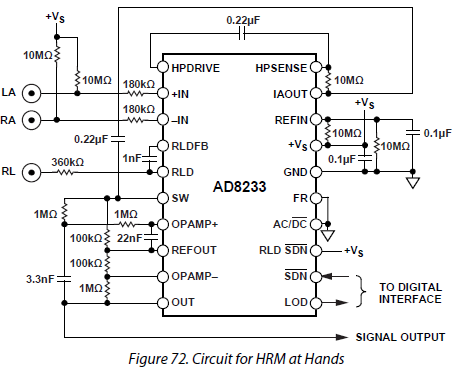 +Vs
0.22µF
10MΩ
HPDRIVE
HPSENSE
10MΩ
10MΩ
LA
180kΩ
+IN
IAOUT
+Vs
180kΩ
RA
–IN
REFIN
0.22µF
10MΩ
0.1µF
RLDFB
+Vs
10MΩ
1nF
0.1µF
RL
360kΩ
RLD
GND
AD8233
SW
FR
1MΩ
1MΩ
OPAMP+
AC/DC
100kΩ
22nF
REFOUT
RLD SDN
+Vs
100kΩ
3.3nF
OPAMP–
SDN
1MΩ
TO DIGITAL
INTERFACE
OUT
LOD
SIGNAL OUTPUT
Figure 72. Circuit for HRM at Hands